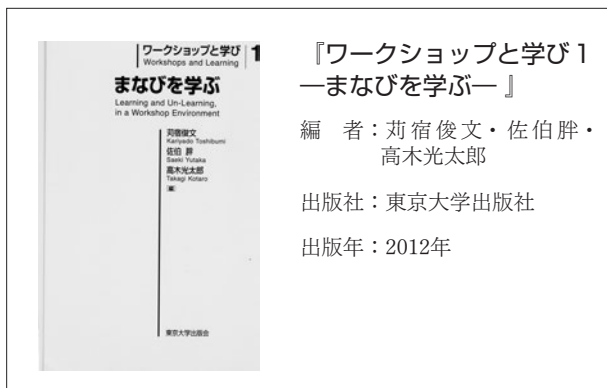 ワークショップと学び 1
Workshops and Learning
まなびを学ぶ
Learning and Un-Learning,
in a Workshop Environment
苅宿俊文
Kariyado Toshibumi
佐伯 胖
Saeki Yutaka
高木光太郎
Takagi Kotaro
編
東京大学出版会
『ワークショップと学び1
―まなびを学ぶ― 』
編　者：苅宿俊文・佐伯胖・
高木光太郎
出版社：東京大学出版社
出版年：2012年